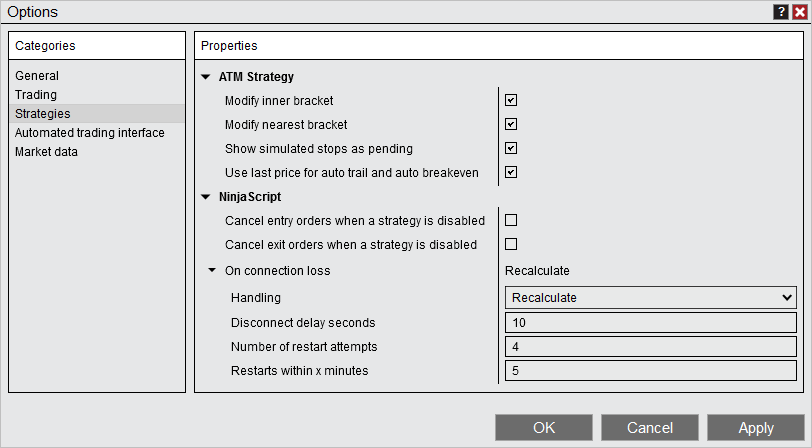 Options
?
Categories
General
Trading
Strategies
Automated trading interface
Market data
Properties
ATM Strategy
Modify inner bracket
Modify nearest bracket
Show simulated stops as pending
Use last price for auto trail and auto breakeven
NinjaScript
Cancel entry orders when a strategy is disabled
Cancel exit orders when a strategy is disabled
On connection loss Recalculate
Handling Recalculate
Disconnect delay seconds 10
Number of restart attempts 4
Restarts within x minutes 5
OK Cancel Apply